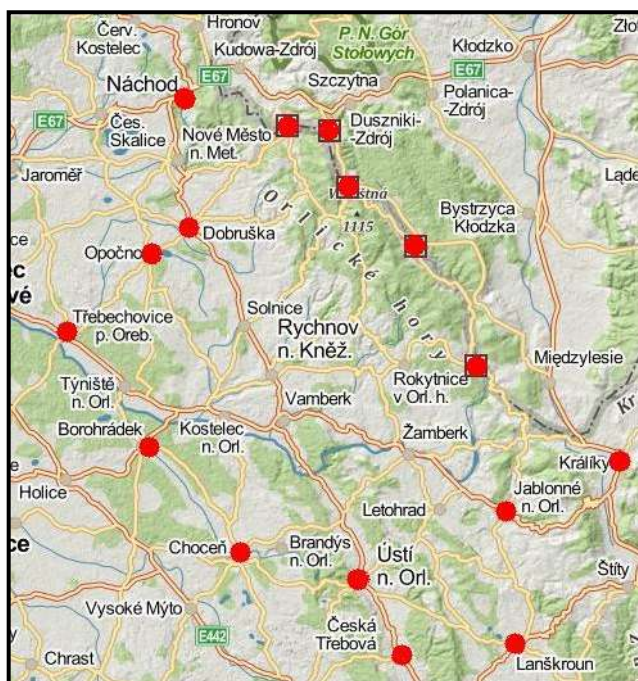 Hronov
Červ.
Kostelec
Kudowa-Zdrój
P. N. Gór
Stołowych
Kłodzko
E67
Szczytna
E67
Náchod
Polanica-
-Zdrój
E67
Čes.
Skalice
Nové Město
n. Met.
Duszniki-
-Zdrój
Jaroměř
Orlické hory
1115
Bystrzyca
Kłodzka
Dobruška
Opočno
Třebechovice
p. Oreb.
Solnice
Rychnov
n. Kněž.
Międzylesie
Týniště
n. Orl.
Rokytnice
v Orl. h.
Vamberk
Kostelec
n. Orl.
Borohrádek
Žamberk
Králíky
Holice
Letohrad
Jablonné
n. Orl.
Choceň
Brandýs
n. Orl.
Ústí
n. Orl.
Štíty
Vysoké Mýto
E442
Česká
Třebová
Chrast
Lanškroun